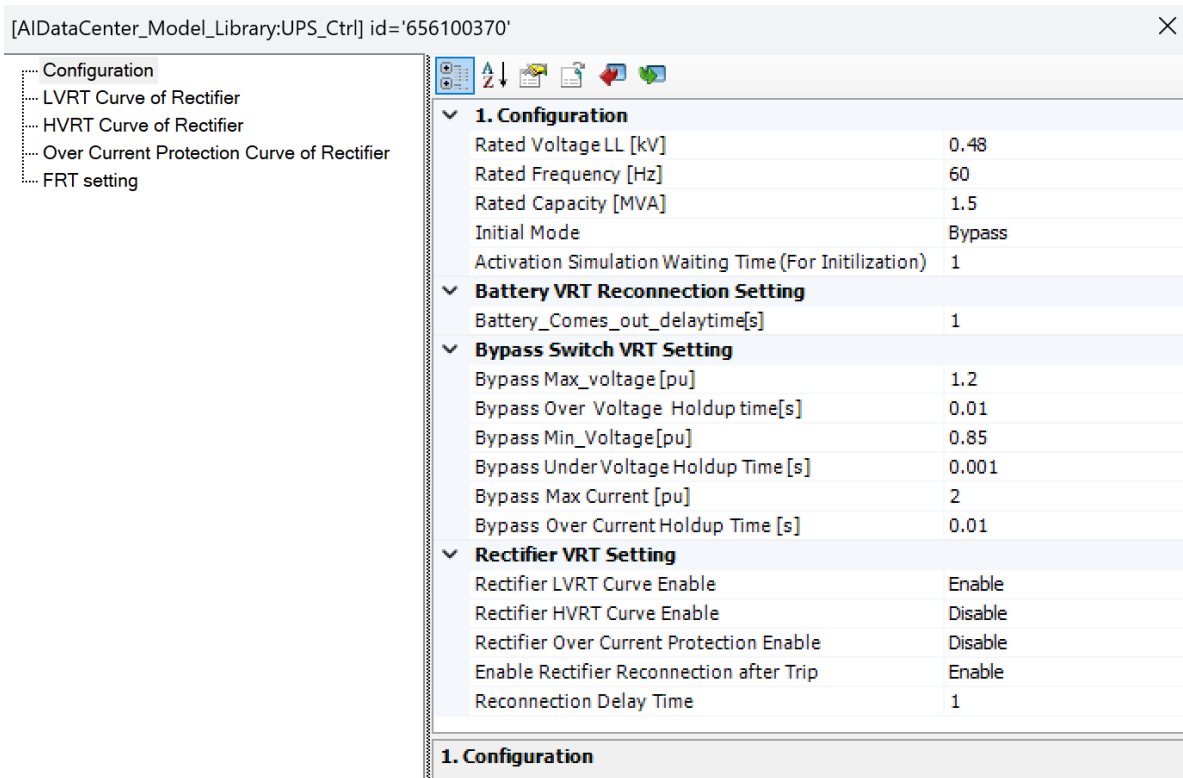 [AIDataCenter_Model_Library:UPS_Ctrl] id='656100370'
Configuration
LVRT Curve of Rectifier
HVRT Curve of Rectifier
Over Current Protection Curve of Rectifier
FRT setting
1. Configuration
Rated Voltage LL [kV] 0.48
Rated Frequency [Hz] 60
Rated Capacity [MVA] 1.5
Initial Mode Bypass
Activation Simulation Waiting Time (For Initilization) 1
Battery VRT Reconnection Setting
Battery_Comes_out_delaytime[s] 1
Bypass Switch VRT Setting
Bypass Max_voltage [pu] 1.2
Bypass Over Voltage Holdup time[s] 0.01
Bypass Min_Voltage[pu] 0.85
Bypass Under Voltage Holdup Time [s] 0.001
Bypass Max Current [pu] 2
Bypass Over Current Holdup Time [s] 0.01
Rectifier VRT Setting
Rectifier LVRT Curve Enable Enable
Rectifier HVRT Curve Enable Disable
Rectifier Over Current Protection Enable Disable
Enable Rectifier Reconnection after Trip Enable
Reconnection Delay Time 1
1. Configuration